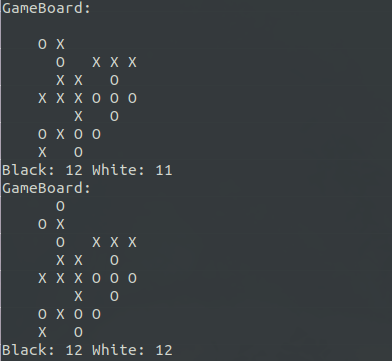 GameBoard:
    O X
      O   X X X
      X X   O
    X X X O O O
        X   O
    O X O O
    X   O
Black: 12 White: 11
GameBoard:
      O
    O X
      O   X X X
      X X   O
    X X X O O O
        X   O
    O X O O
    X   O
Black: 12 White: 12